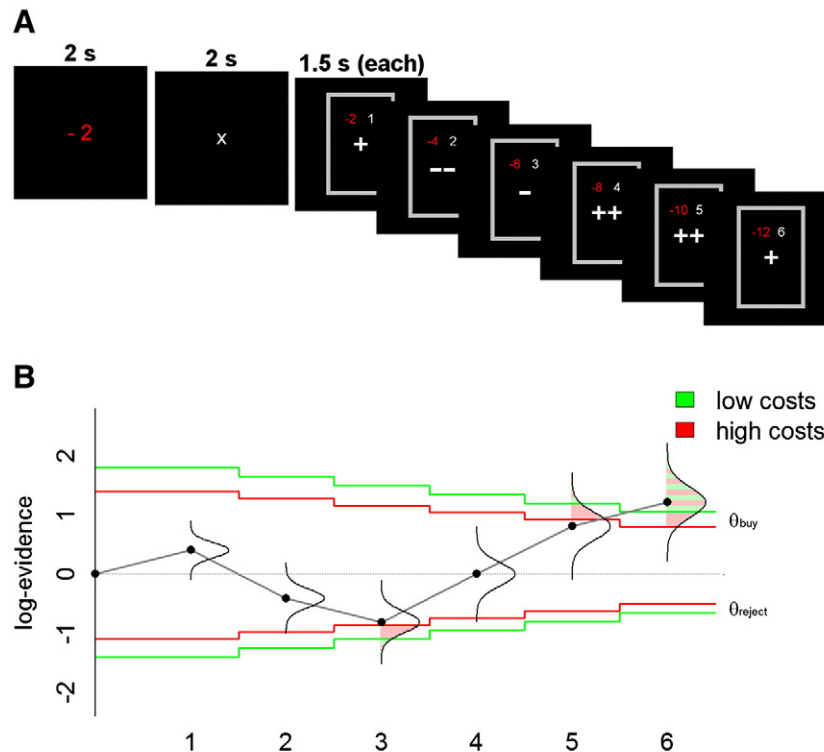 A
2 s
2 s
1.5 s (each)
- 2
x
-2 1
+
-4 2
--
-6 3
-
-8 4
++
-10 5
++
-12 6
+
B
low costs
high costs
log-evidence
2
1
0
-1
-2
θbuy
θreject
1 2 3 4 5 6